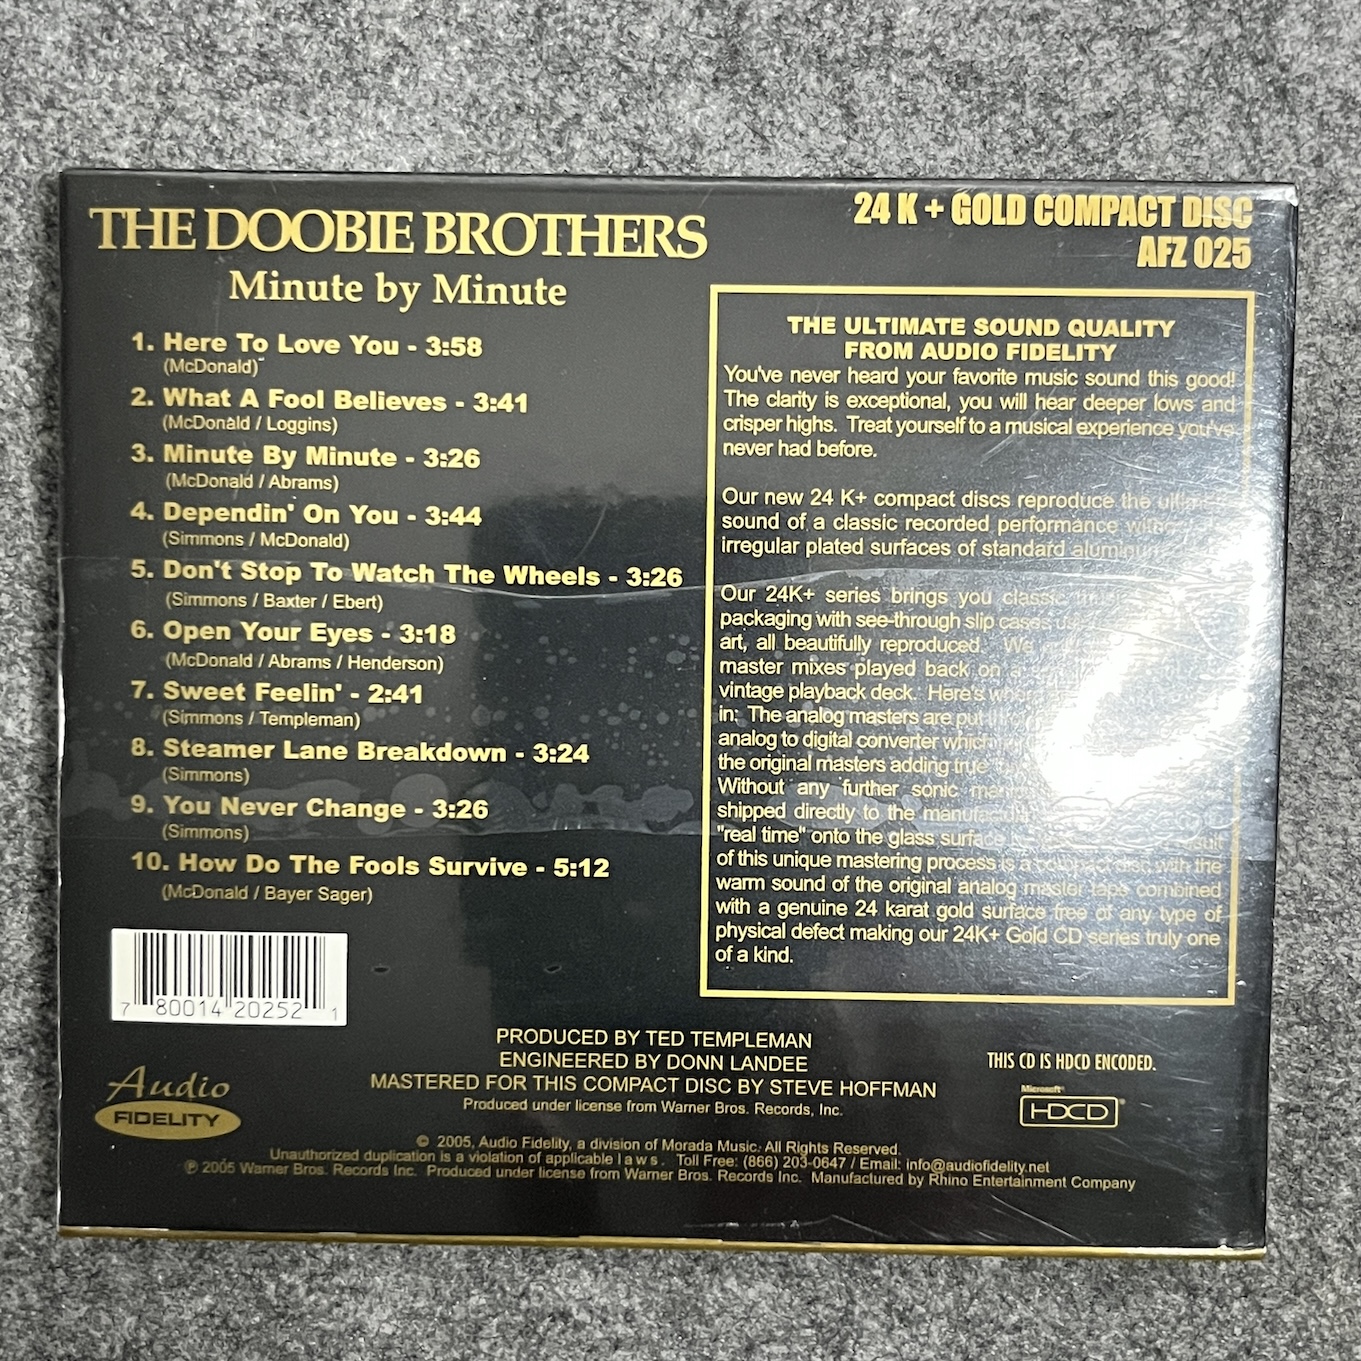 THE DOOBIE BROTHERS
Minute by Minute
24 K + GOLD COMPACT DISC
AFZ 025
1. Here To Love You - 3:58
(McDonald)
2. What A Fool Believes - 3:41
(McDonald / Loggins)
3. Minute By Minute - 3:26
(McDonald / Abrams)
4. Dependin' On You - 3:44
(Simmons / McDonald)
5. Don't Stop To Watch The Wheels - 3:26
(Simmons / Baxter / Ebert)
6. Open Your Eyes - 3:18
(McDonald / Abrams / Henderson)
7. Sweet Feelin' - 2:41
(Simmons / Templeman)
8. Steamer Lane Breakdown - 3:24
(Simmons)
9. You Never Change - 3:26
(Simmons)
10. How Do The Fools Survive - 5:12
(McDonald / Bayer Sager)
THE ULTIMATE SOUND QUALITY
FROM AUDIO FIDELITY
You've never heard your favorite music sound this good!
The clarity is exceptional, you will hear deeper lows and
crisper highs. Treat yourself to a musical experience you've
never had before.
Our new 24 K+ compact discs reproduce the
sound of a classic recorded performance
irregular plated surfaces of standard
Our 24K+ series brings you classic
packaging with see-through slip cases
art, all beautifully reproduced. We
master mixes played back on a
vintage playback deck. Here's
in: The analog masters are put
analog to digital converter which
the original masters adding true
Without any further sonic
shipped directly to the
"real time" onto the glass surface
of this unique mastering process is a compact disc with the
warm sound of the original analog master tape combined
with a genuine 24 karat gold surface free of any type of
physical defect making our 24K+ Gold CD series truly one
of a kind.
7 80014 20252 1
PRODUCED BY TED TEMPLEMAN
ENGINEERED BY DONN LANDEE
MASTERED FOR THIS COMPACT DISC BY STEVE HOFFMAN
Produced under license from Warner Bros. Records, Inc.
THIS CD IS HDCD ENCODED.
Microsoft®
HDCD®
Audio
FIDELITY
© 2005, Audio Fidelity, a division of Morada Music. All Rights Reserved.
Unauthorized duplication is a violation of applicable laws. Toll Free: (866) 203-0647 / Email: info@audiofidelity.net
℗ 2005 Warner Bros. Records Inc. Produced under license from Warner Bros. Records Inc. Manufactured by Rhino Entertainment Company